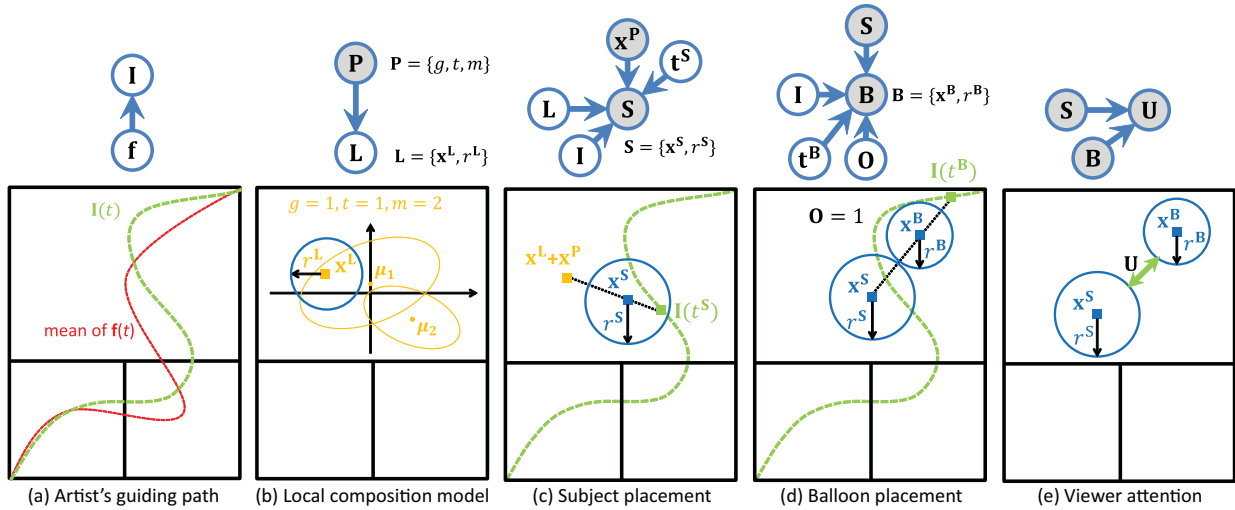 I
f
I(t)
mean of f(t)
(a) Artist's guiding path
P
P = {g, t, m}
L
L = {x^L, r^L}
g = 1, t = 1, m = 2
r^L
x^L
μ₁
μ₂
(b) Local composition model
x^P
t^S
L
S
I
S = {x^S, r^S}
x^L+x^P
x^S
r^S
I(t^S)
(c) Subject placement
S
I
B
B = {x^B, r^B}
t^B
O
I(t^B)
O = 1
x^B
r^B
x^S
r^S
(d) Balloon placement
S
U
B
x^B
r^B
U
x^S
r^S
(e) Viewer attention